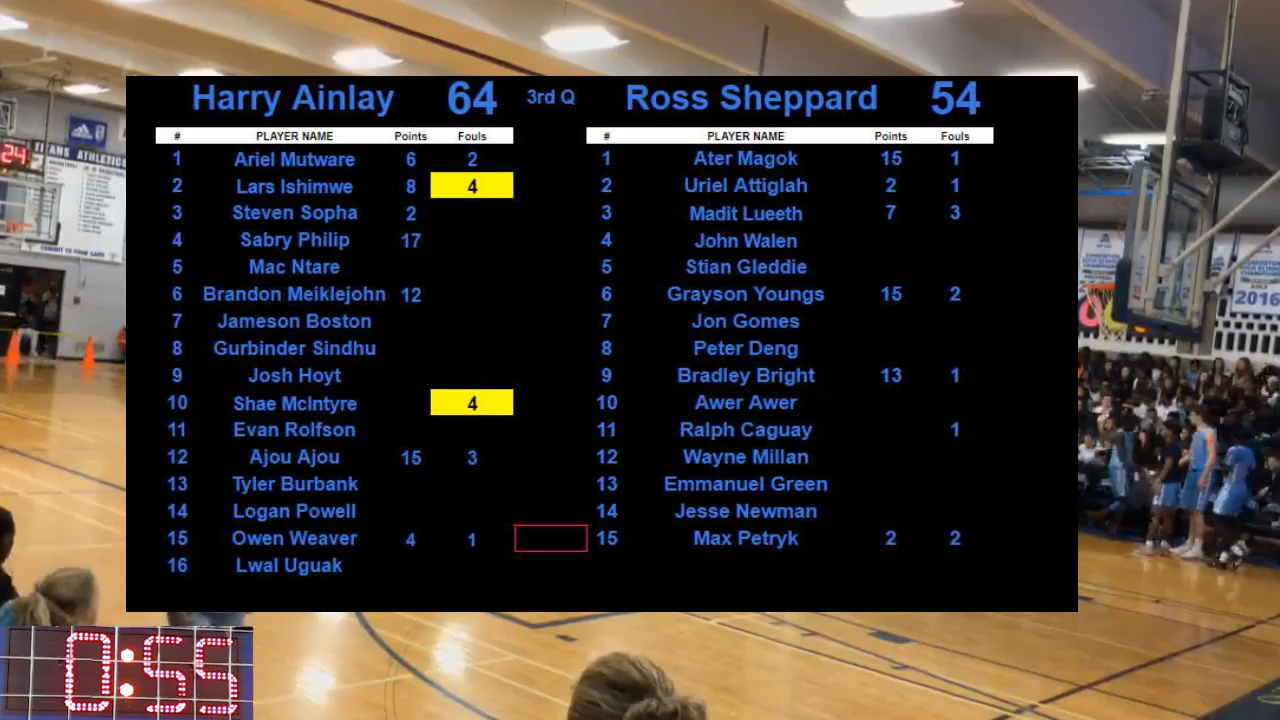 Harry Ainlay 64 3rd Q Ross Sheppard 54
# PLAYER NAME Points Fouls # PLAYER NAME Points Fouls
1 Ariel Mutware 6 2 1 Ater Magok 15 1
2 Lars Ishimwe 8 4 2 Uriel Attiglah 2 1
3 Steven Sopha 2 3 Madit Lueeth 7 3
4 Sabry Philip 17 4 John Walen
5 Mac Ntare 5 Stian Gleddie
6 Brandon Meiklejohn 12 6 Grayson Youngs 15 2
7 Jameson Boston 7 Jon Gomes
8 Gurbinder Sindhu 8 Peter Deng
9 Josh Hoyt 9 Bradley Bright 13 1
10 Shae McIntyre 4 10 Awer Awer
11 Evan Rolfson 11 Ralph Caguay 1
12 Ajou Ajou 15 3 12 Wayne Millan
13 Tyler Burbank 13 Emmanuel Green
14 Logan Powell 14 Jesse Newman
15 Owen Weaver 4 1 15 Max Petryk 2 2
16 Lwal Uguak
adidas
24
ANS ATHLETICS
COMMIT TO YOUR GAME
2016
0:55